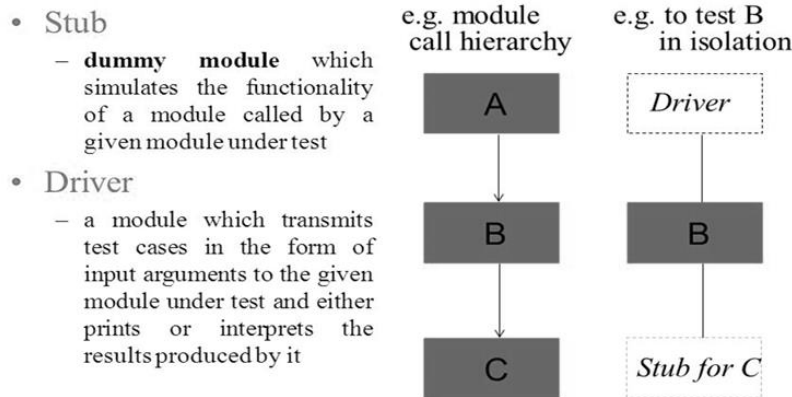 • Stub
– dummy module which
simulates the functionality
of a module called by a
given module under test
• Driver
– a module which transmits
test cases in the form of
input arguments to the given
module under test and either
prints or interprets the
results produced by it
e.g. module
call hierarchy
A
B
C
e.g. to test B
in isolation
Driver
B
Stub for C